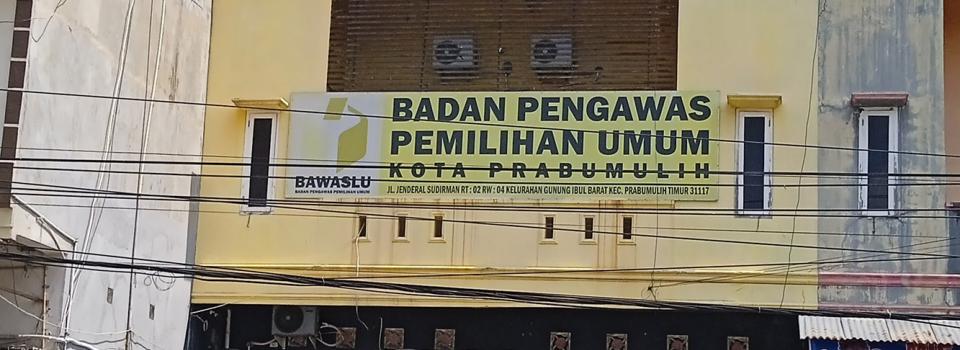 BADAN PENGAWAS
PEMILIHAN UMUM
KOTA PRABUMULIH
JL. JENDERAL SUDIRMAN RT : 02 RW : 04 KELURAHAN GUNUNG IBUL BARAT KEC. PRABUMULIH TIMUR 31117
BAWASLU
BADAN PENGAWAS PEMILIHAN UMUM